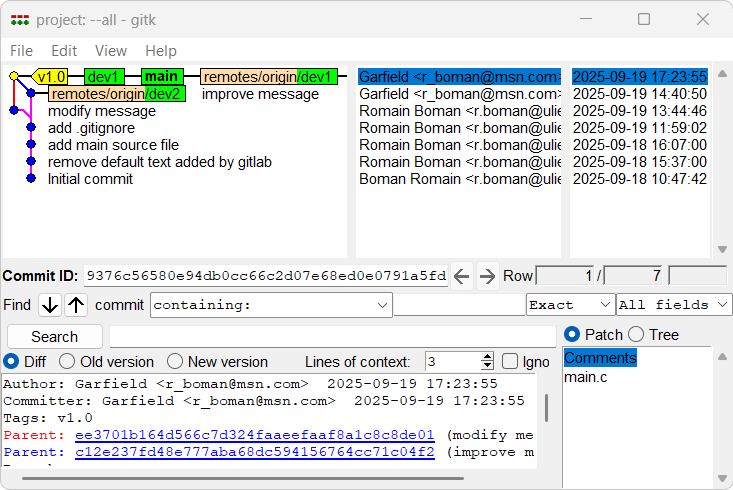 project: --all - gitk
File Edit View Help
v1.0 dev1 main remotes/origin/dev1 Garfield <r_boman@msn.com> 2025-09-19 17:23:55
remotes/origin/dev2 improve message Garfield <r_boman@msn.com> 2025-09-19 14:40:50
modify message Romain Boman <r.boman@ulie 2025-09-19 13:44:46
add .gitignore Romain Boman <r.boman@ulie 2025-09-19 11:59:02
add main source file Romain Boman <r.boman@ulie 2025-09-18 16:07:00
remove default text added by gitlab Romain Boman <r.boman@ulie 2025-09-18 15:37:00
Initial commit Boman Romain <r.boman@ulie 2025-09-18 10:47:42
Commit ID: 9376c56580e94db0cc66c2d07e68ed0e0791a5fd Row 1 / 7
Find commit containing: Exact All fields
Search
Patch Tree
Diff Old version New version Lines of context: 3 Igno
Comments
main.c
Author: Garfield <r_boman@msn.com> 2025-09-19 17:23:55
Committer: Garfield <r_boman@msn.com> 2025-09-19 17:23:55
Tags: v1.0
Parent: ee3701b164d566c7d324faaeefaaf8a1c8c8de01 (modify me
Parent: c12e237fd48e777aba68dc594156764cc71c04f2 (improve m